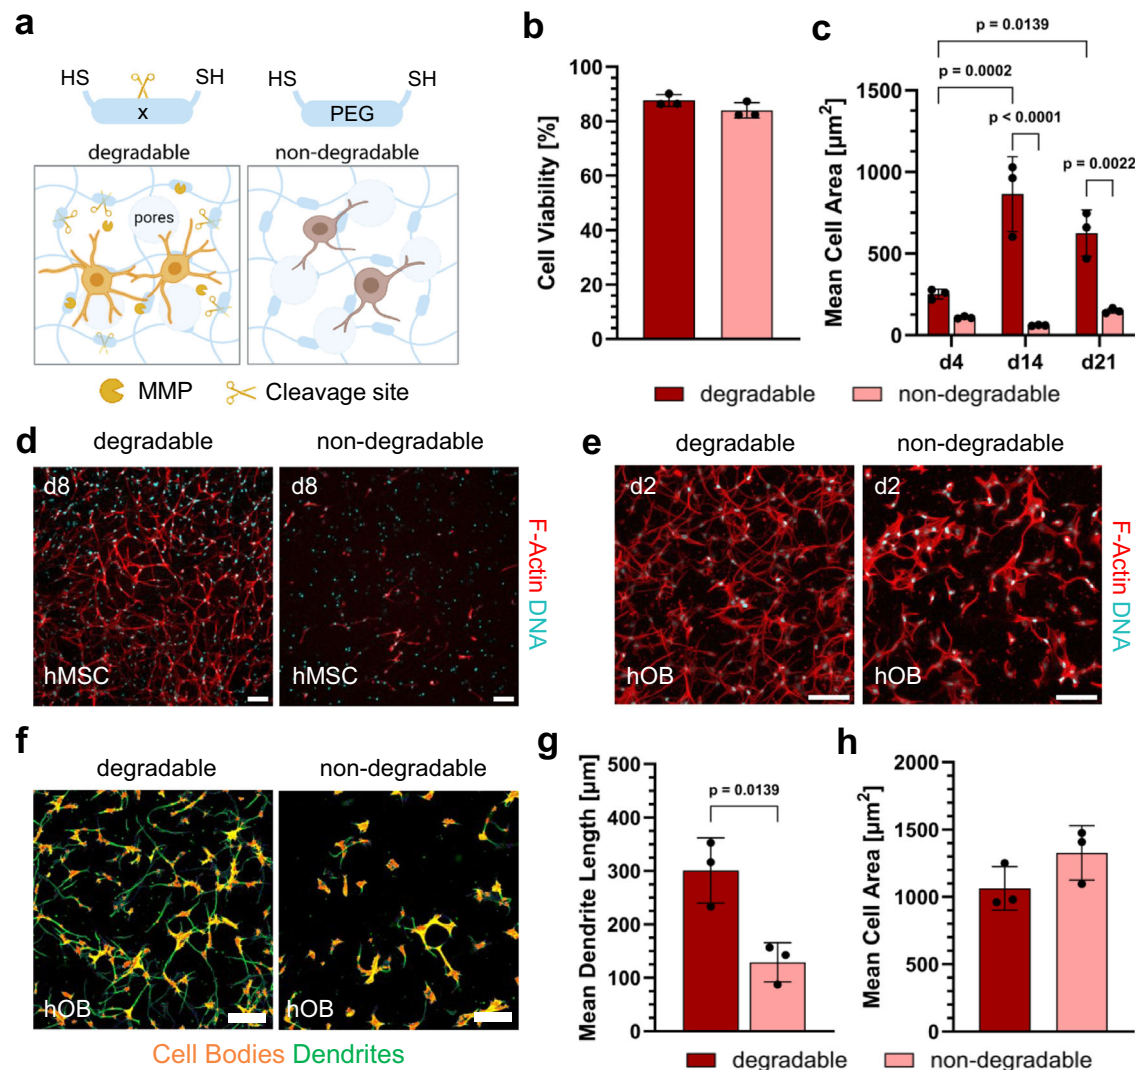 a
HS
SH
HS
SH
x
PEG
degradable
non-degradable
pores
MMP
Cleavage site
b
Cell Viability [%]
100
80
60
40
20
0
c
p = 0.0139
p = 0.0002
p < 0.0001
p = 0.0022
Mean Cell Area [µm²]
1500
1000
500
0
d4
d14
d21
degradable
non-degradable
d
degradable
non-degradable
d8
d8
hMSC
hMSC
F-Actin DNA
e
degradable
non-degradable
d2
d2
hOB
hOB
F-Actin DNA
f
degradable
non-degradable
hOB
hOB
Cell Bodies Dendrites
g
Mean Dendrite Length [µm]
500
400
300
200
100
0
p = 0.0139
h
Mean Cell Area [µm²]
2000
1500
1000
500
0
degradable
non-degradable